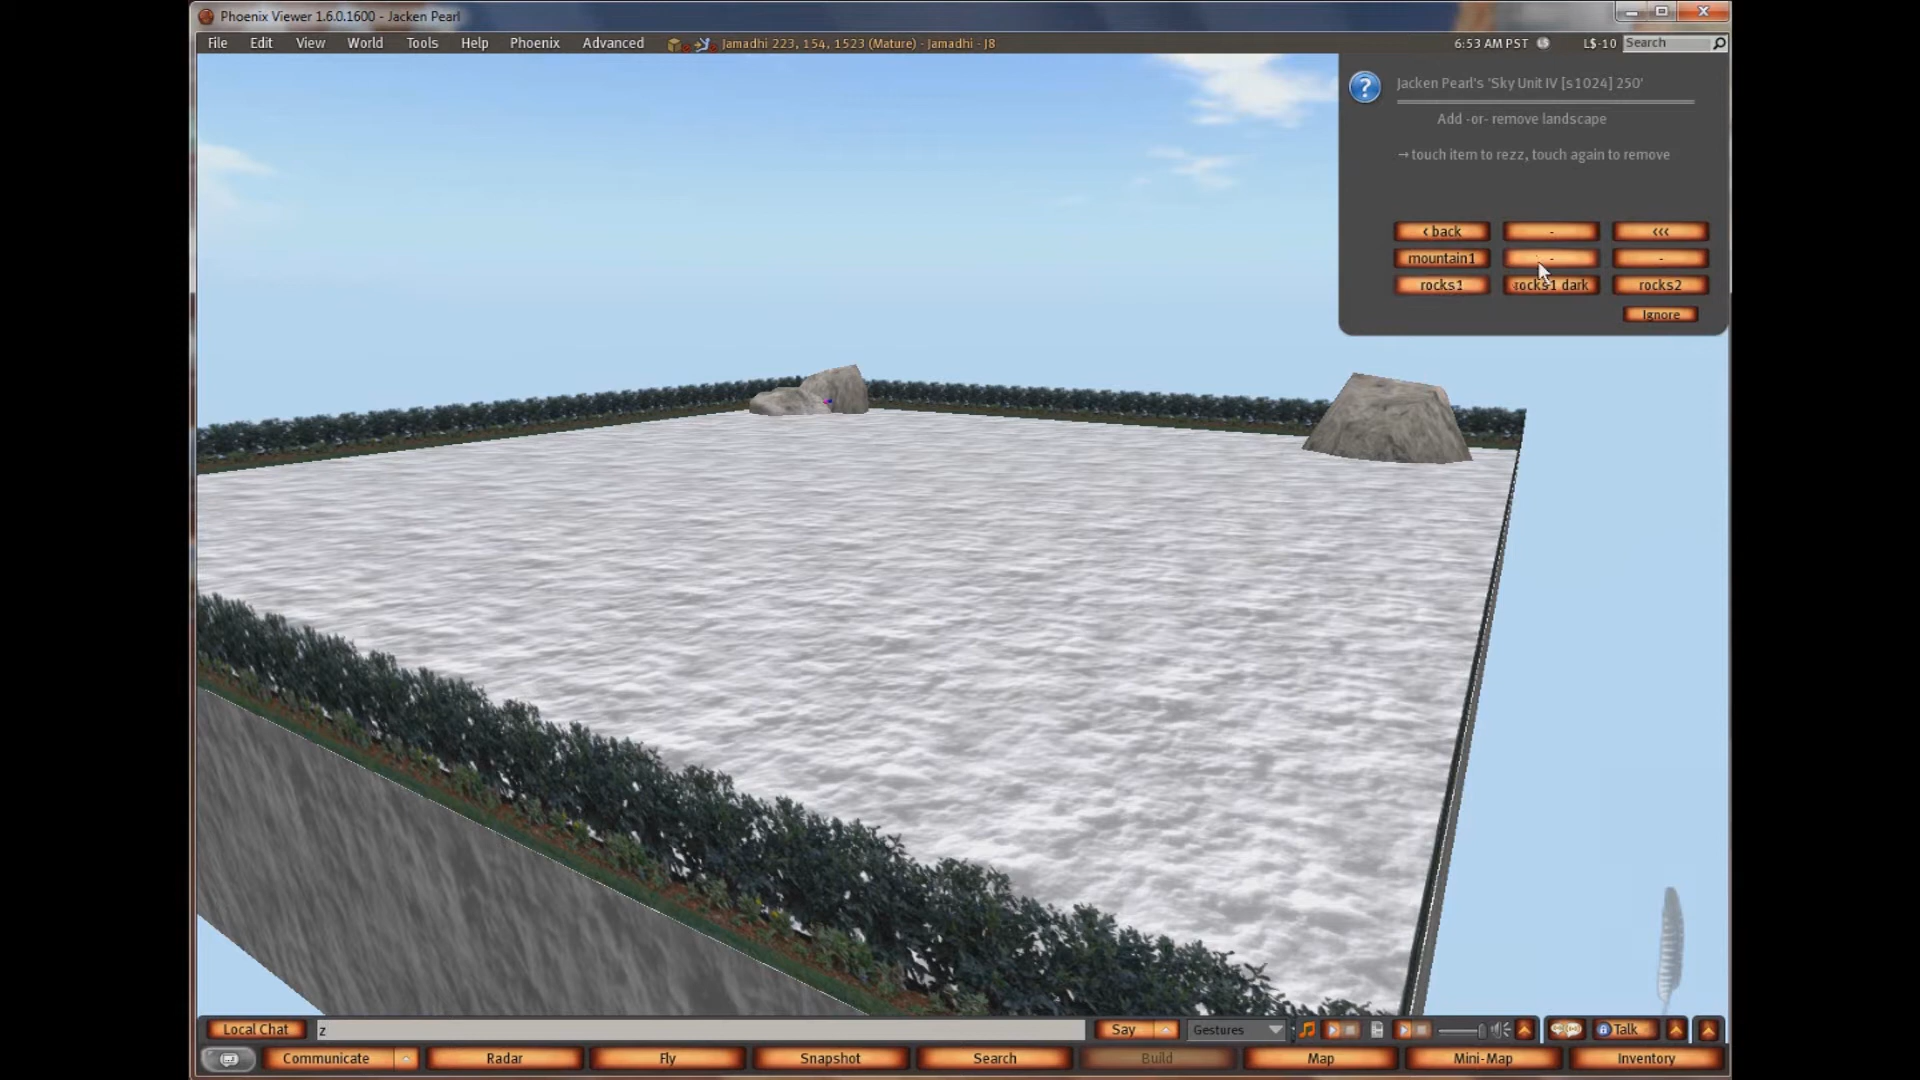 Phoenix Viewer 1.6.0.1600 - Jacken Pearl
File Edit View World Tools Help Phoenix Advanced Jamadhi 223, 154, 1523 (Mature) - Jamadhi - J8 6:53 AM PST L$-10 Search
Jacken Pearl's 'Sky Unit IV [s1024] 250'
Add -or- remove landscape
→touch item to rezz, touch again to remove
< back - <<<
mountain1 - -
rocks1 rocks1 dark rocks2
Ignore
Local Chat z Say Gestures Talk
Communicate Radar Fly Snapshot Search Build Map Mini-Map Inventory